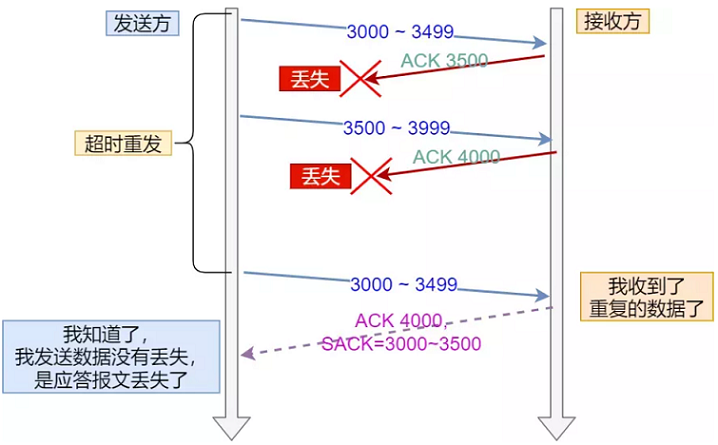 发送方
接收方
3000 ~ 3499
ACK 3500
丢失
3500 ~ 3999
超时重发
ACK 4000
丢失
3000 ~ 3499
我收到了
重复的数据了
ACK 4000,
SACK=3000~3500
我知道了，
我发送数据没有丢失，
是应答报文丢失了